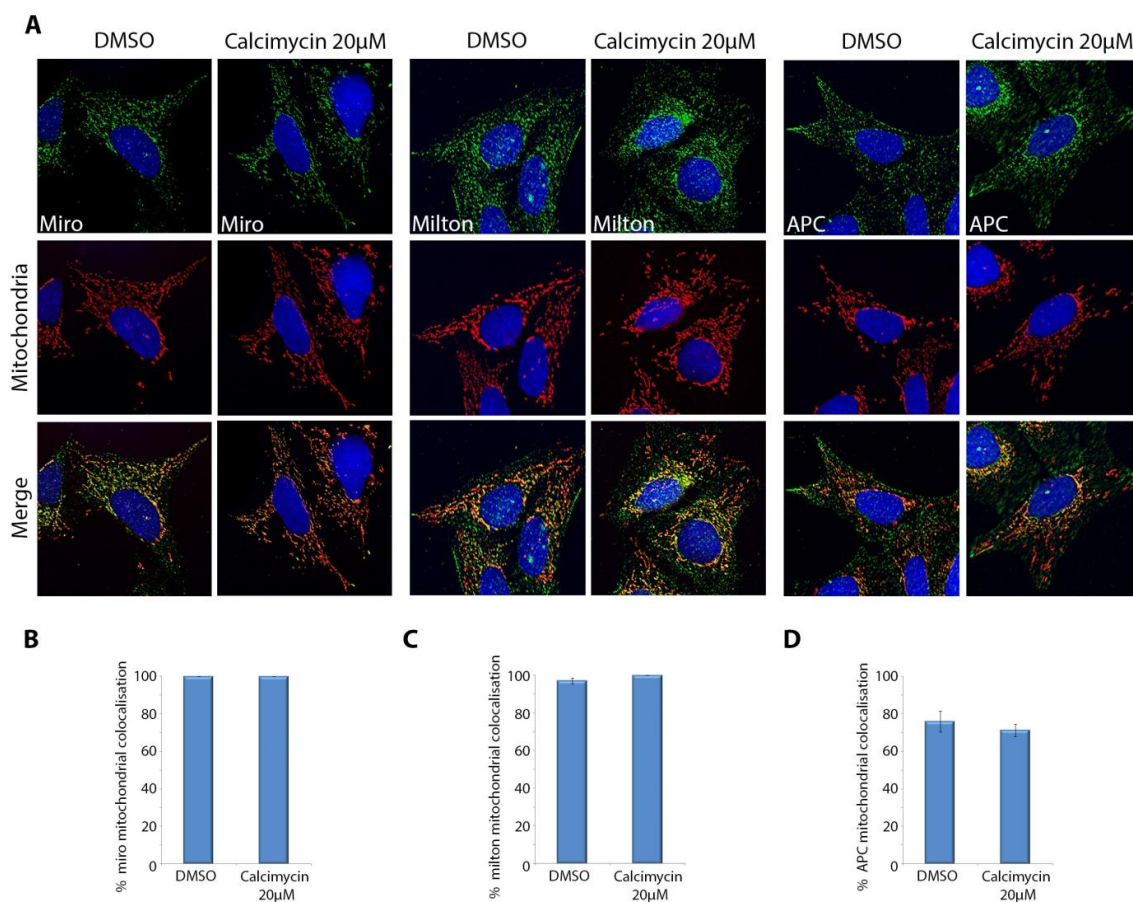 A
DMSO
Calcimycin 20µM
DMSO
Calcimycin 20µM
DMSO
Calcimycin 20µM
Miro
Miro
Milton
Milton
APC
APC
Mitochondria
Merge
B
% miro mitochondrial colocalisation
100
80
60
40
20
0
DMSO
Calcimycin
20µM
C
% milton mitochondrial colocalisation
100
80
60
40
20
0
DMSO
Calcimycin
20µM
D
% APC mitochondrial colocalisation
100
80
60
40
20
0
DMSO
Calcimycin
20µM